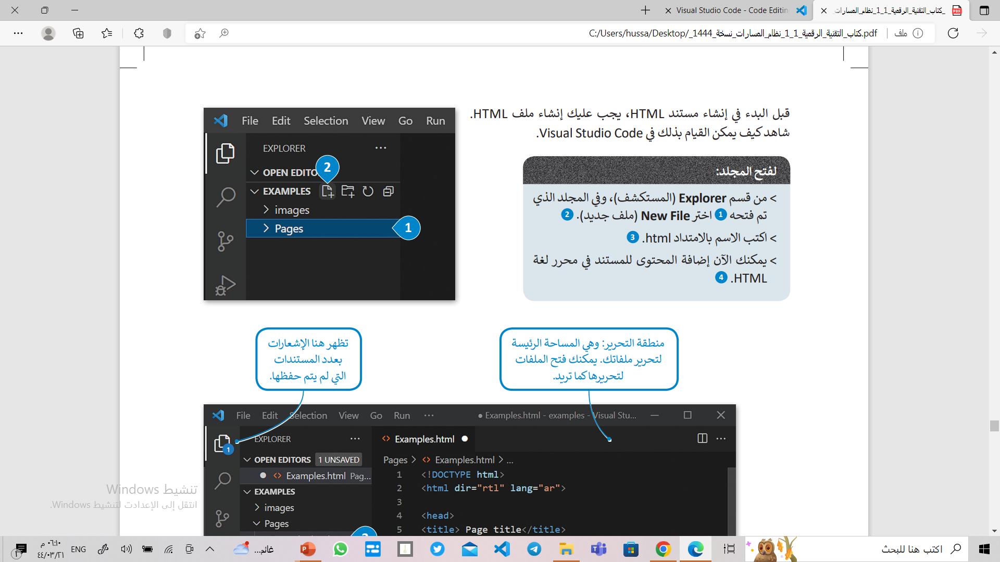 _كتاب_التقنية_الرقمية_1_1_نظام_المسارات_
Visual Studio Code - Code Editin
ملف
C:/Users/hussa/Desktop/_كتاب_التقنية_الرقمية_1_1_نظام_المسارات_نسخة_1444.pdf
قبل البدء في إنشاء مستند HTML، يجب عليك إنشاء ملف HTML.
شاهد كيف يمكن القيام بذلك في Visual Studio Code.
لفتح المجلد:
> من قسم Explorer (المستكشف)، وفي المجلد الذي
تم فتحه 1 اختر New File (ملف جديد). 2
> اكتب الاسم بالامتداد html. 3
> يمكنك الآن إضافة المحتوى للمستند في محرر لغة
HTML. 4
File Edit Selection View Go Run
EXPLORER ...
2
OPEN EDITO
EXAMPLES
> images
> Pages
1
منطقة التحرير: وهي المساحة الرئيسة
لتحرير ملفاتك. يمكنك فتح الملفات
لتحريرها كما تريد.
تظهر هنا الإشعارات
بعدد المستندات
التي لم يتم حفظها.
File Edit Selection View Go Run ...
● Examples.html - examples - Visual Stu...
EXPLORER ...
1
OPEN EDITORS 1 UNSAVED
● <> Examples.html Pag...
EXAMPLES
> images
Pages
<> Examples.html ●
Pages > <> Examples.html > ...
1 <!DOCTYPE html>
2 <html dir="rtl" lang="ar">
3
4 <head>
5 <title> Page title</title>
تنشيط Windows
انتقل إلى الإعدادت لتنشيط Windows.
اكتب هنا للبحث
غائم...
ENG
٠٦:١٠ م
٤٤/٠٣/٢١